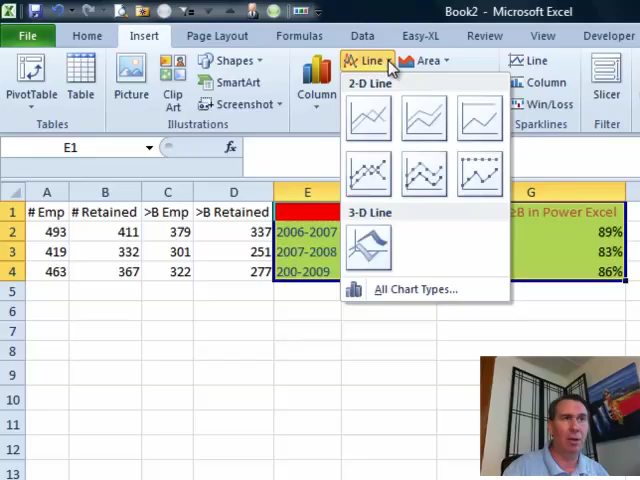 Book2 - Microsoft Excel
File Home Insert Page Layout Formulas Data Easy-XL Review View Developer
PivotTable
Tables
Picture
Clip
Art
Shapes
SmartArt
Screenshot
Illustrations
Column
Line
Area
Line
Column
Win/Loss
Sparklines
Slicer
Filter
2-D Line
3-D Line
All Chart Types...
E1
fx
A B C D E G
1 # Emp # Retained >B Emp >B Retained in Power Excel
2 493 411 379 337 2006-2007 89%
3 419 332 301 251 2007-2008 83%
4 463 367 322 277 200-2009 86%
5
6
7
8
9
10
11
12
13